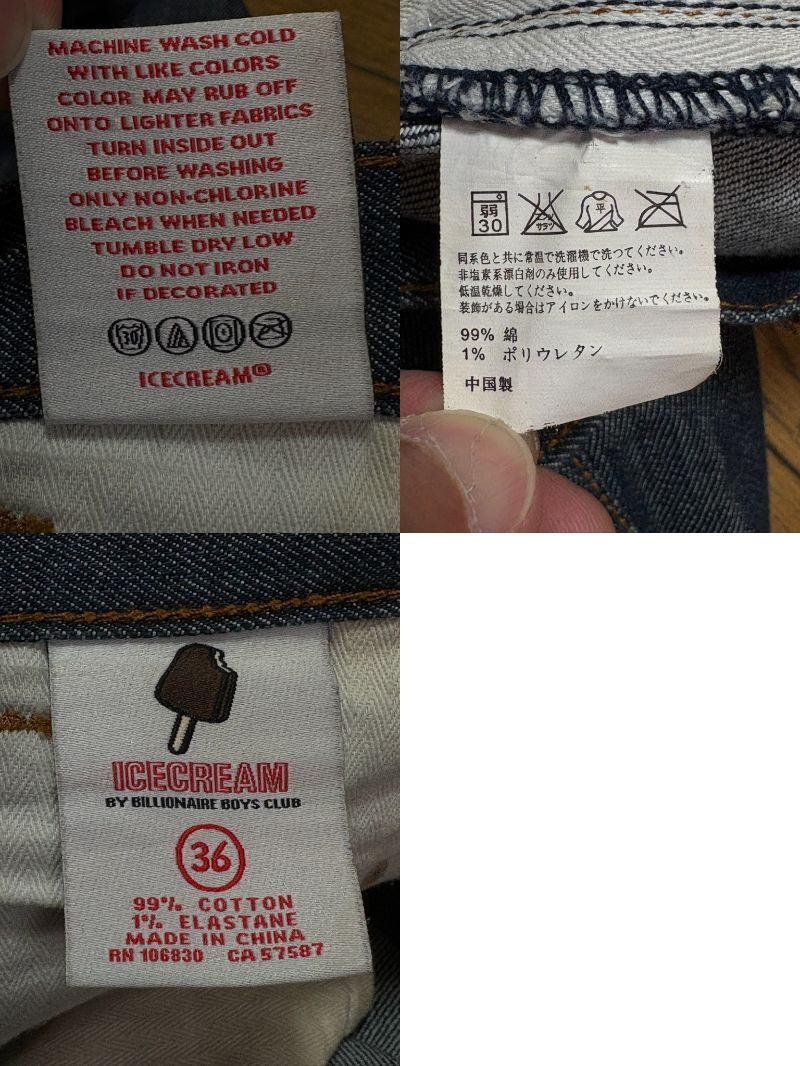 MACHINE WASH COLD
WITH LIKE COLORS
COLOR MAY RUB OFF
ONTO LIGHTER FABRICS
TURN INSIDE OUT
BEFORE WASHING
ONLY NON-CHLORINE
BLEACH WHEN NEEDED
TUMBLE DRY LOW
DO NOT IRON
IF DECORATED
30
ICECREAM®
弱 サラシ 平
30
同系色と共に常温で洗濯機で洗つてください。
非塩素系漂白剤のみ使用してください。
低温乾燥してください。
装飾がある場合はアイロンをかけないでください。
99% 綿
1% ポリウレタン
中国製
ICECREAM
BY BILLIONAIRE BOYS CLUB
36
99% COTTON
1% ELASTANE
MADE IN CHINA
RN 106830 CA 57587